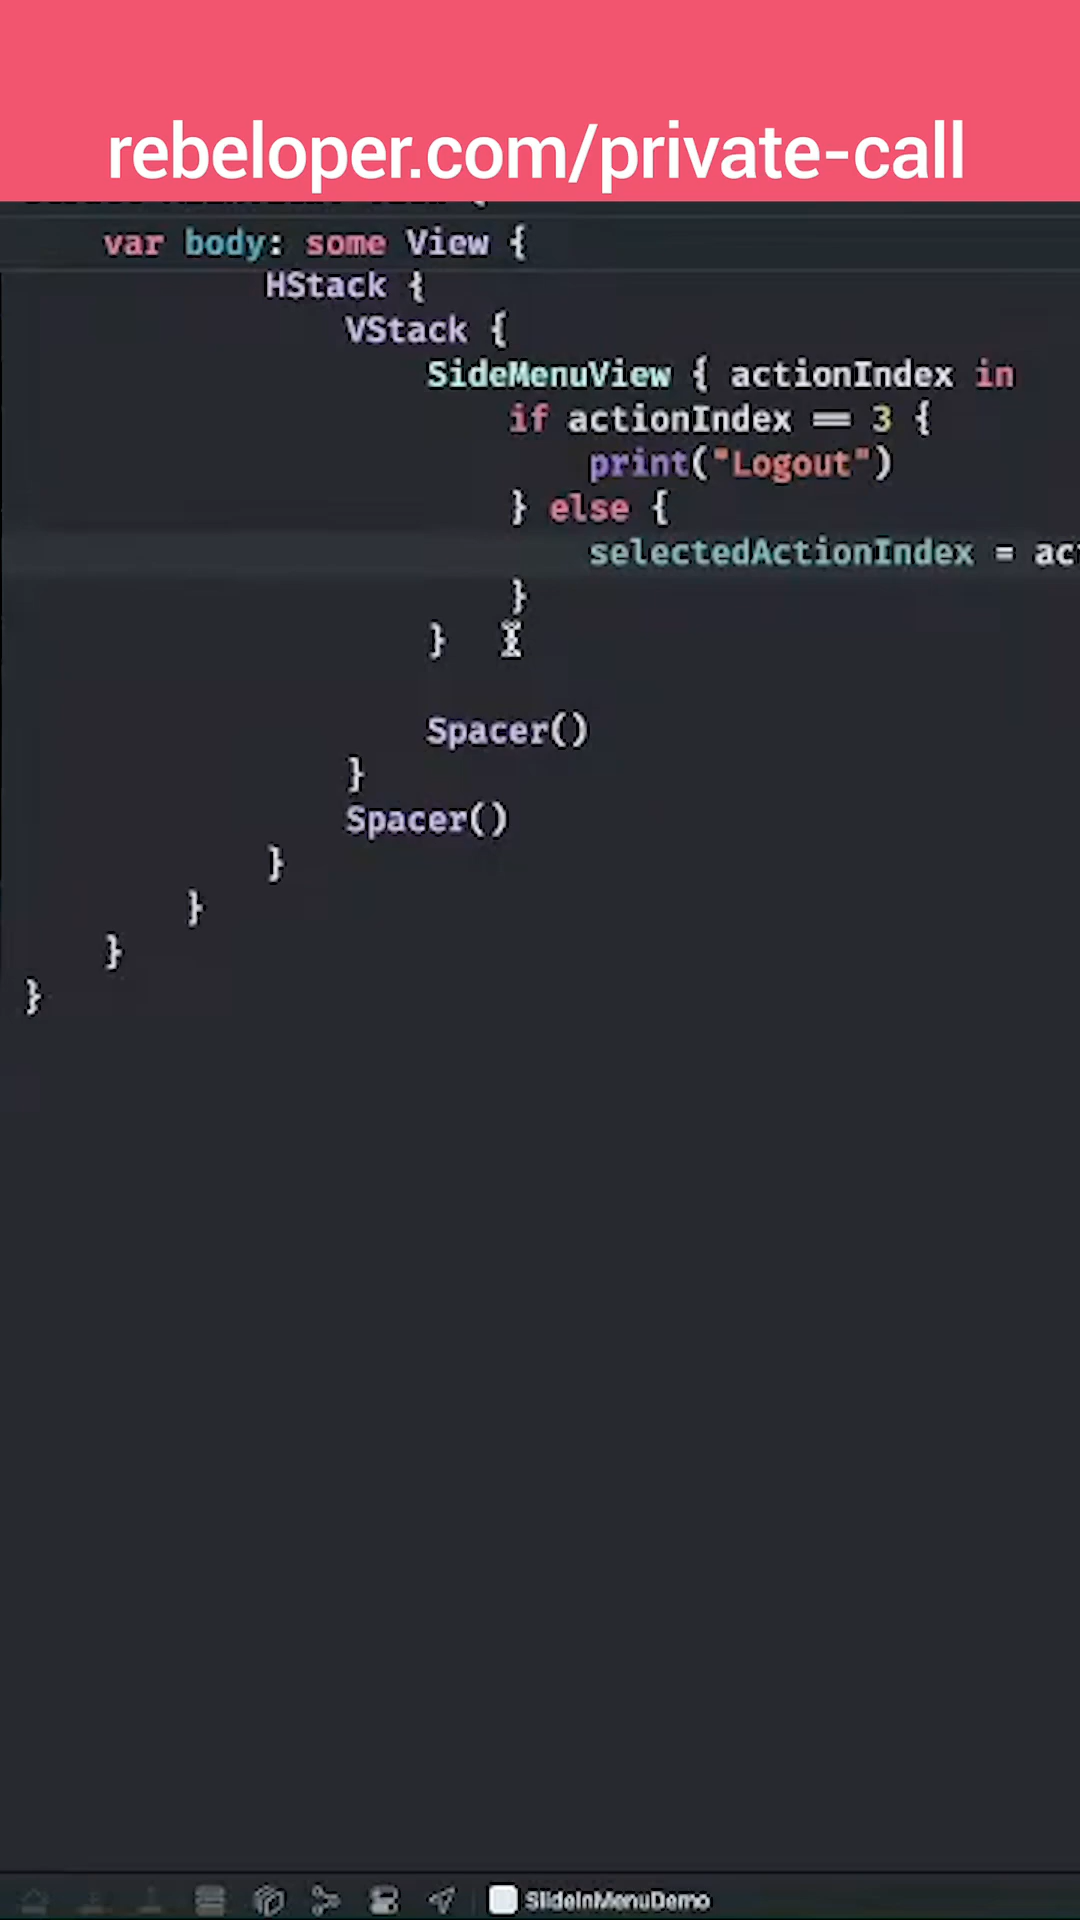 rebeloper.com/private-call
var body: some View {
HStack {
VStack {
SideMenuView { actionIndex in
if actionIndex == 3 {
print("Logout")
} else {
selectedActionIndex = act
}
}
Spacer()
}
Spacer()
}
}
}
}
SlideInMenuDemo